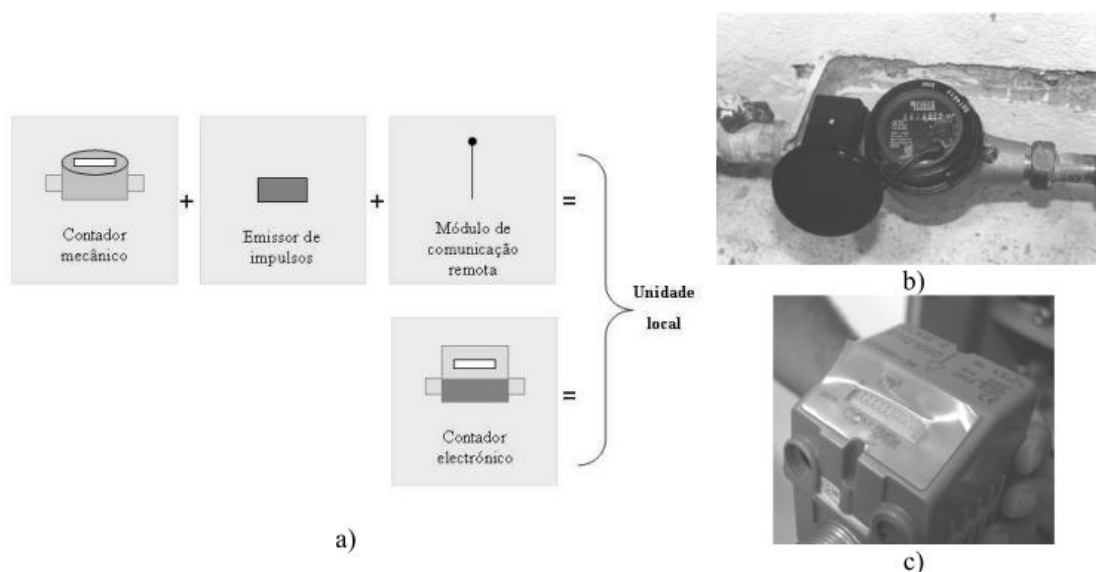 Contador
mecânico
+
Emissor de
impulsos
+
Módulo de
comunicação
remota
=
Unidade
local
Contador
electrónico
=
a)
b)
c)